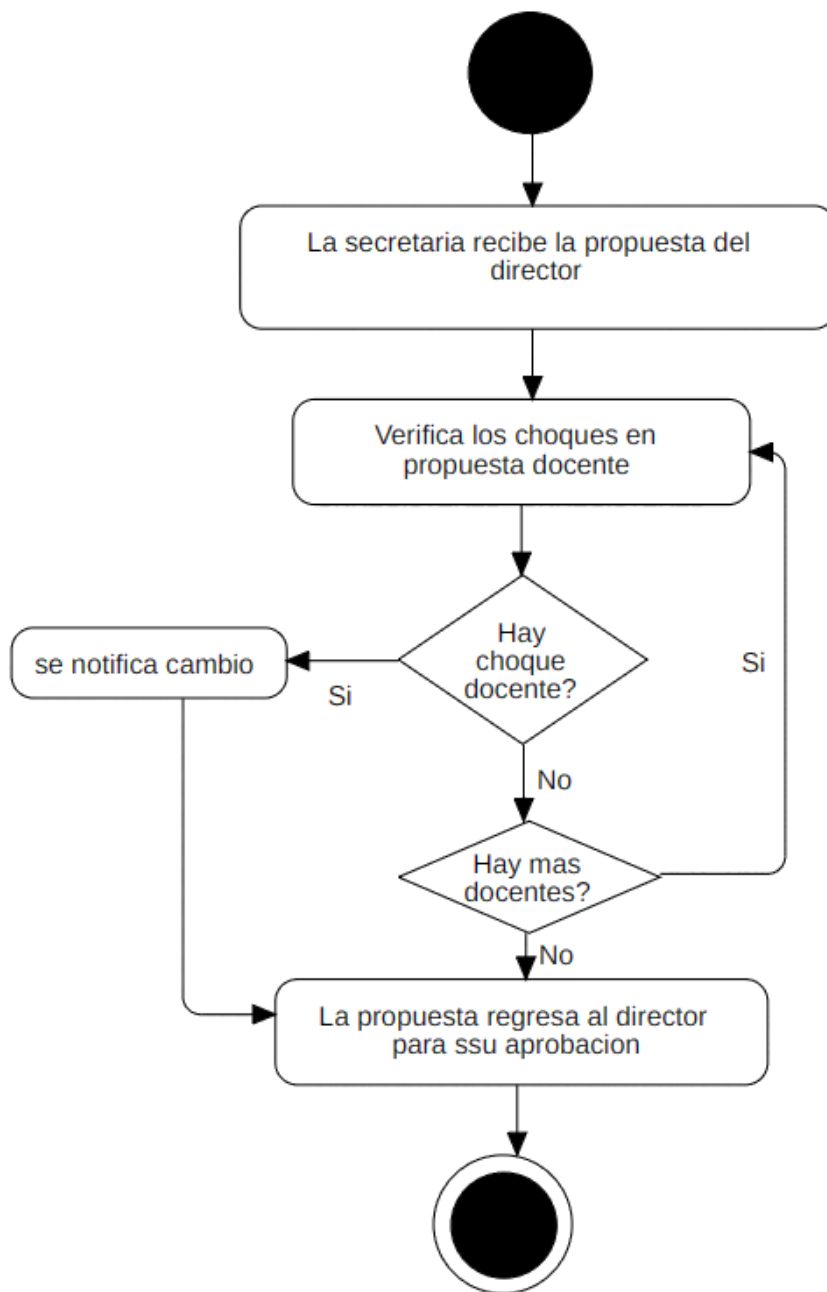 La secretaria recibe la propuesta del
director
Verifica los choques en
propuesta docente
Hay
choque
docente?
se notifica cambio
Si
Si
No
Hay mas
docentes?
No
La propuesta regresa al director
para ssu aprobacion